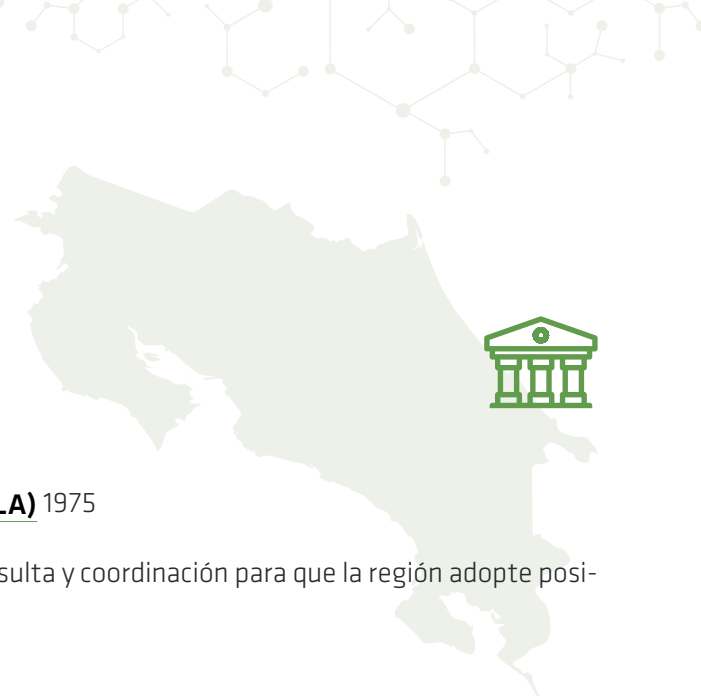 LA) 1975
sulta y coordinación para que la región adopte posi-